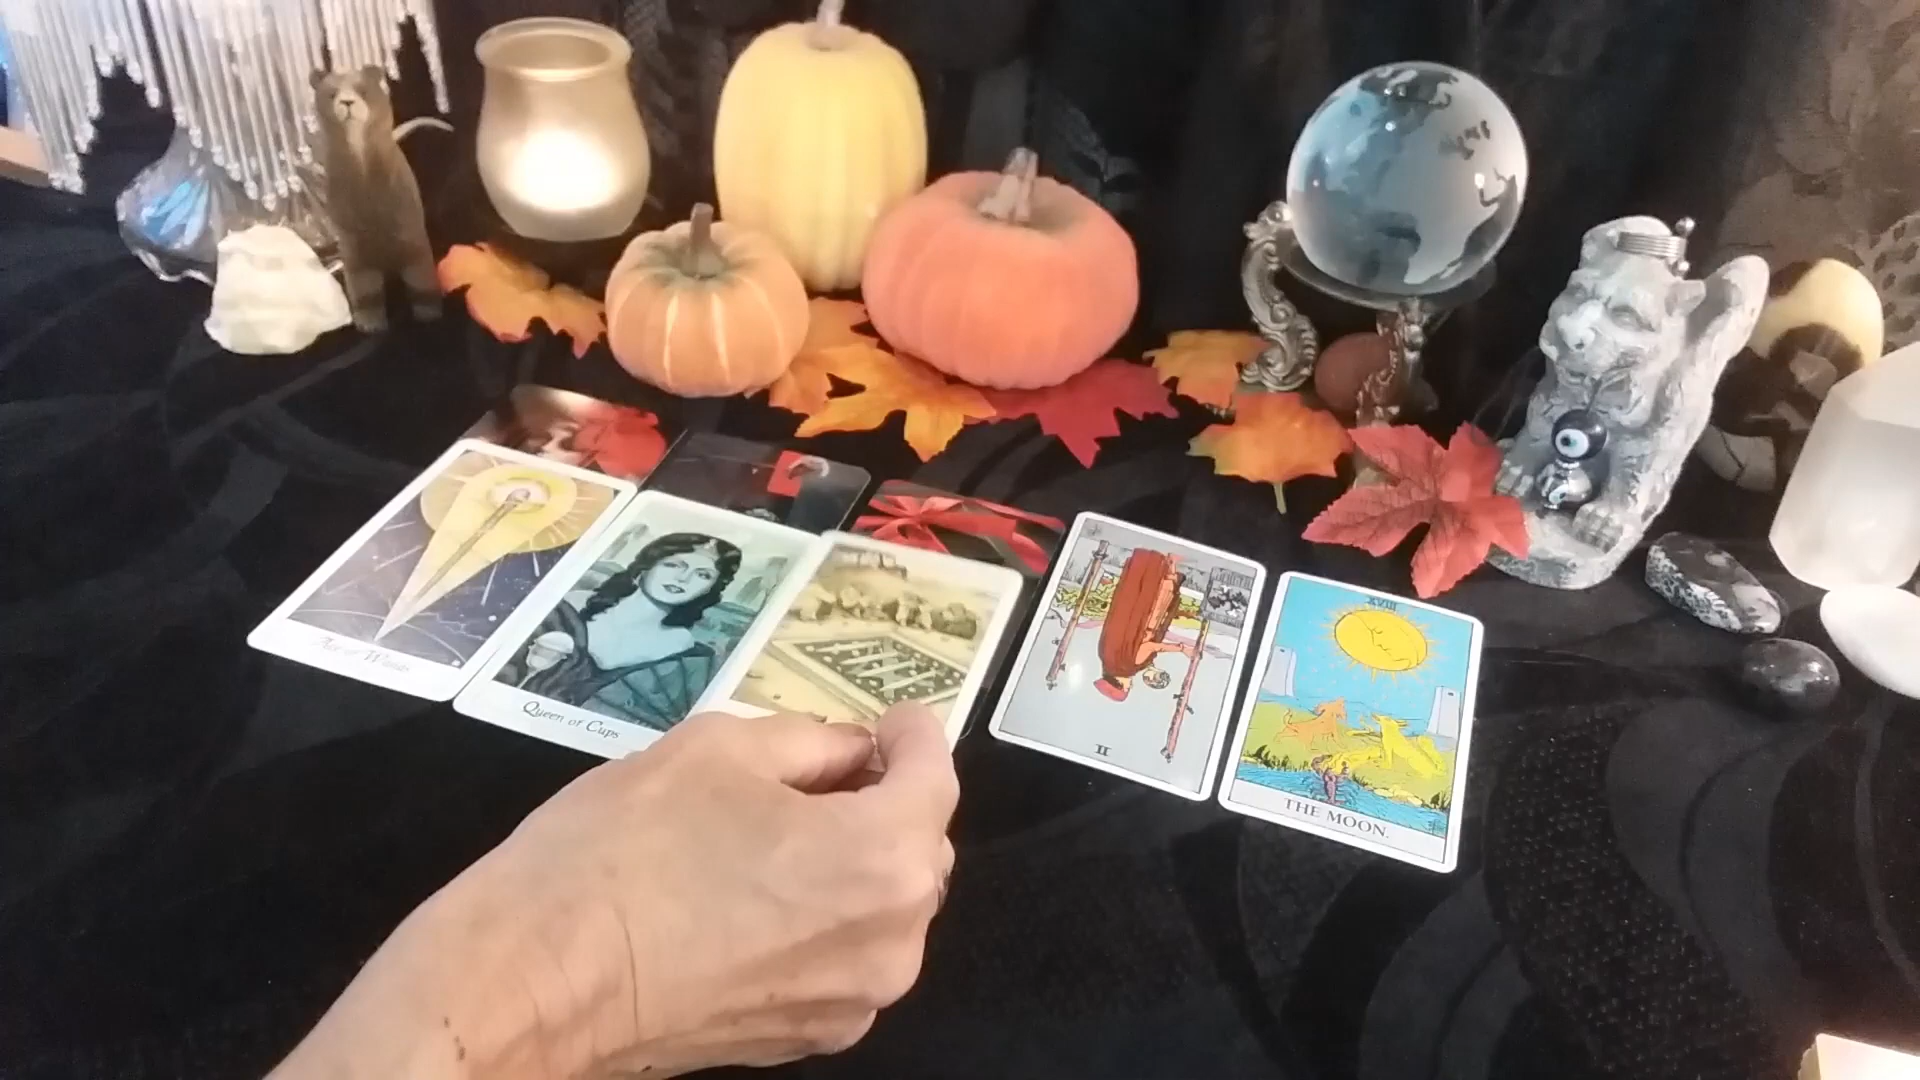 Ace of Wands
Queen of Cups
II
XVIII
THE MOON.